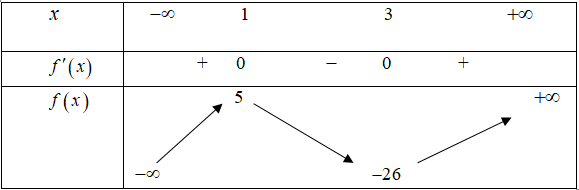 x −∞ 1 3 +∞
f′(x) + 0 − 0 +
f(x) 5 +∞
−∞ −26